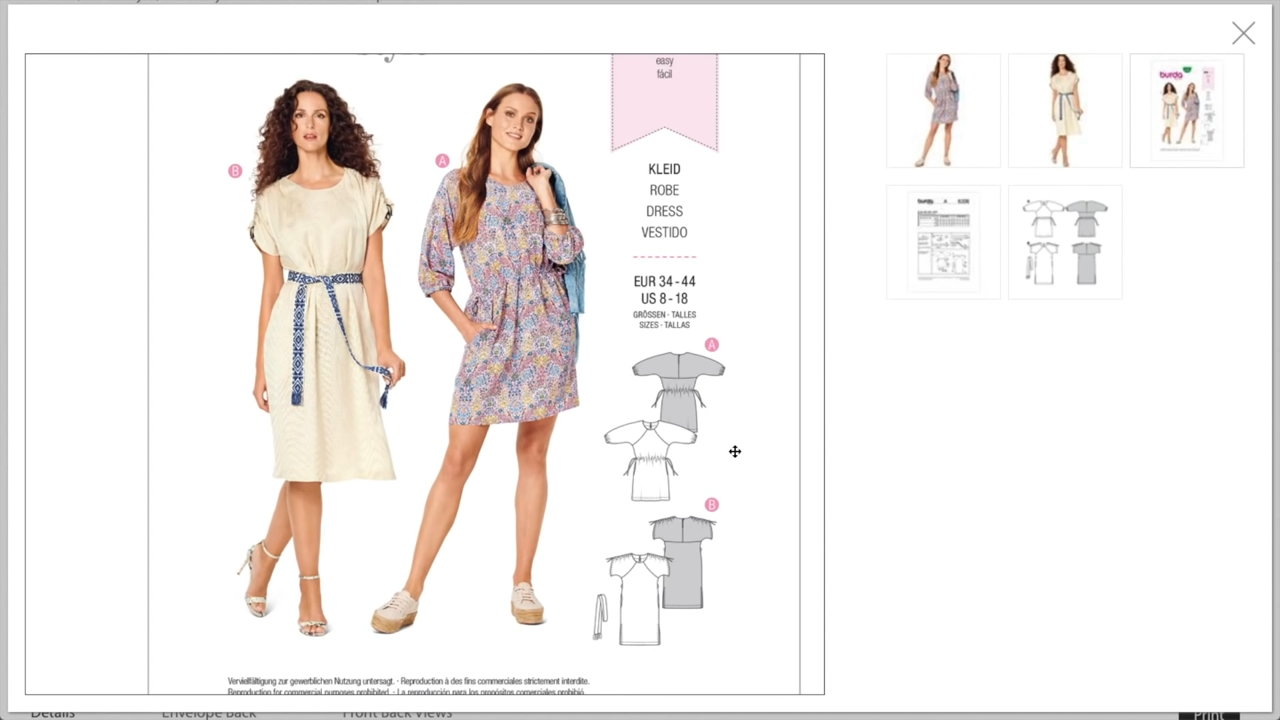 easy
fácil
B
A
KLEID
ROBE
DRESS
VESTIDO
EUR 34 - 44
US 8 - 18
GRÖSSEN · TALLES
SIZES · TALLAS
A
B
Vervielfältigung zur gewerblichen Nutzung untersagt. · Reproduction à des fins commerciales strictement interdite.
Reproduction for commercial purposes prohibited. · La reproducción para los propósitos comerciales prohibió.
burda
burda
Details
Envelope Back
Front Back Views
Print